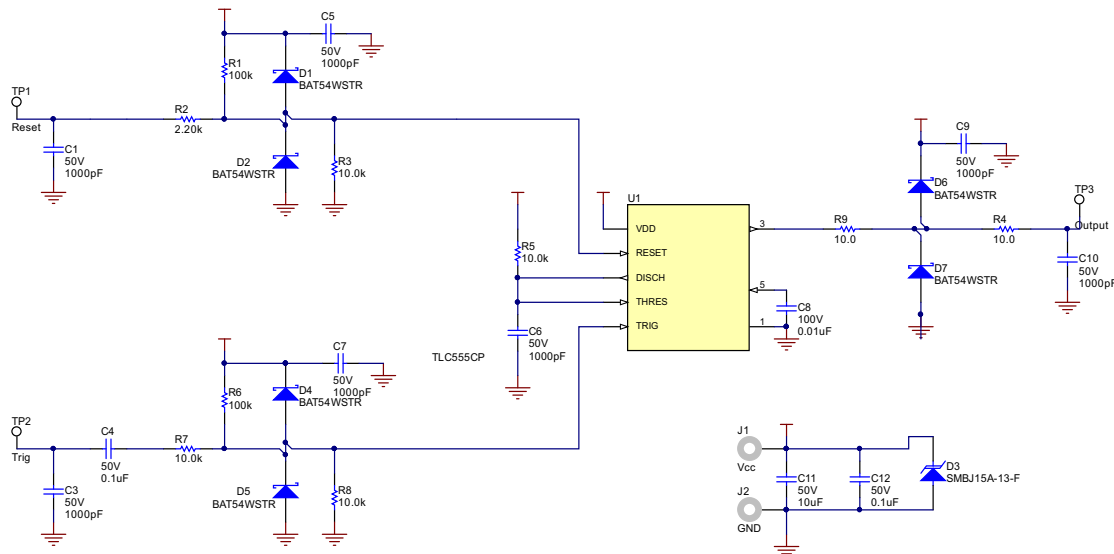 C5
50V
1000pF
R1
100k
D1
BAT54WSTR
TP1
Reset
R2
2.20k
C1
50V
1000pF
D2
BAT54WSTR
R3
10.0k
C9
50V
1000pF
D6
BAT54WSTR
TP3
Output
R9
10.0
R4
10.0
D7
BAT54WSTR
C10
50V
1000pF
U1
VDD
RESET
DISCH
THRES
TRIG
3
5
1
R5
10.0k
C6
50V
1000pF
TLC555CP
C8
100V
0.01uF
C7
50V
1000pF
R6
100k
D4
BAT54WSTR
TP2
Trig
C4
50V
0.1uF
R7
10.0k
C3
50V
1000pF
D5
BAT54WSTR
R8
10.0k
J1
Vcc
C11
50V
10uF
C12
50V
0.1uF
D3
SMBJ15A-13-F
J2
GND